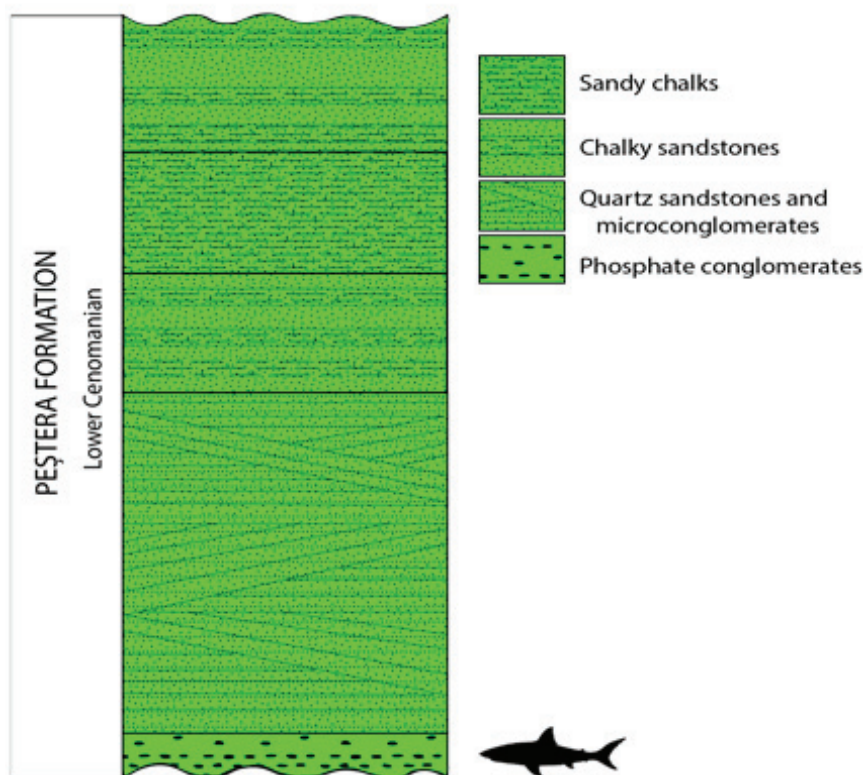 PEŞTERA FORMATION
Lower Cenomanian
Sandy chalks
Chalky sandstones
Quartz sandstones and
microconglomerates
Phosphate conglomerates